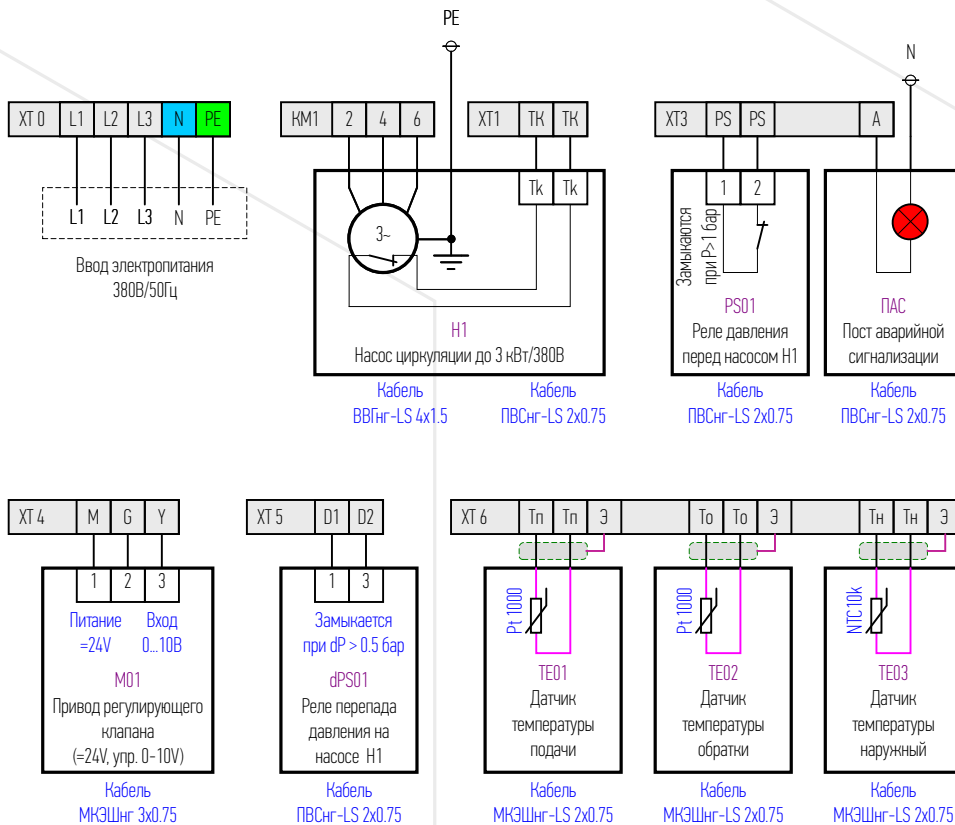 PE
N
XT 0 L1 L2 L3 N PE
KM1 2 4 6
XT1 TK TK
XT3 PS PS A
L1 L2 L3 N PE
Ввод электропитания
380В/50Гц
Tk Tk
3~
H1
Насос циркуляции до 3 кВт/380В
Кабель
ВВГнг-LS 4x1.5
Кабель
ПВСнг-LS 2x0.75
1 2
Замыкаются
при P> 1 бар
PS01
Реле давления
перед насосом H1
Кабель
ПВСнг-LS 2x0.75
ПАС
Пост аварийной
сигнализации
Кабель
ПВСнг-LS 2x0.75
XT 4 M G Y
1 2 3
Питание
=24V
Вход
0...10В
M01
Привод регулирующего
клапана
(=24V, упр. 0-10V)
Кабель
МКЭШнг 3x0.75
XT 5 D1 D2
1 3
Замыкается
при dP > 0.5 бар
dPS01
Реле перепада
давления на
насосе H1
Кабель
ПВСнг-LS 2x0.75
XT 6 Тп Тп Э То То Э Тн Тн Э
Pt 1000
TE01
Датчик
температуры
подачи
Кабель
МКЭШнг-LS 2x0.75
Pt 1000
TE02
Датчик
температуры
обратки
Кабель
МКЭШнг-LS 2x0.75
NTC 10k
TE03
Датчик
температуры
наружный
Кабель
МКЭШнг-LS 2x0.75